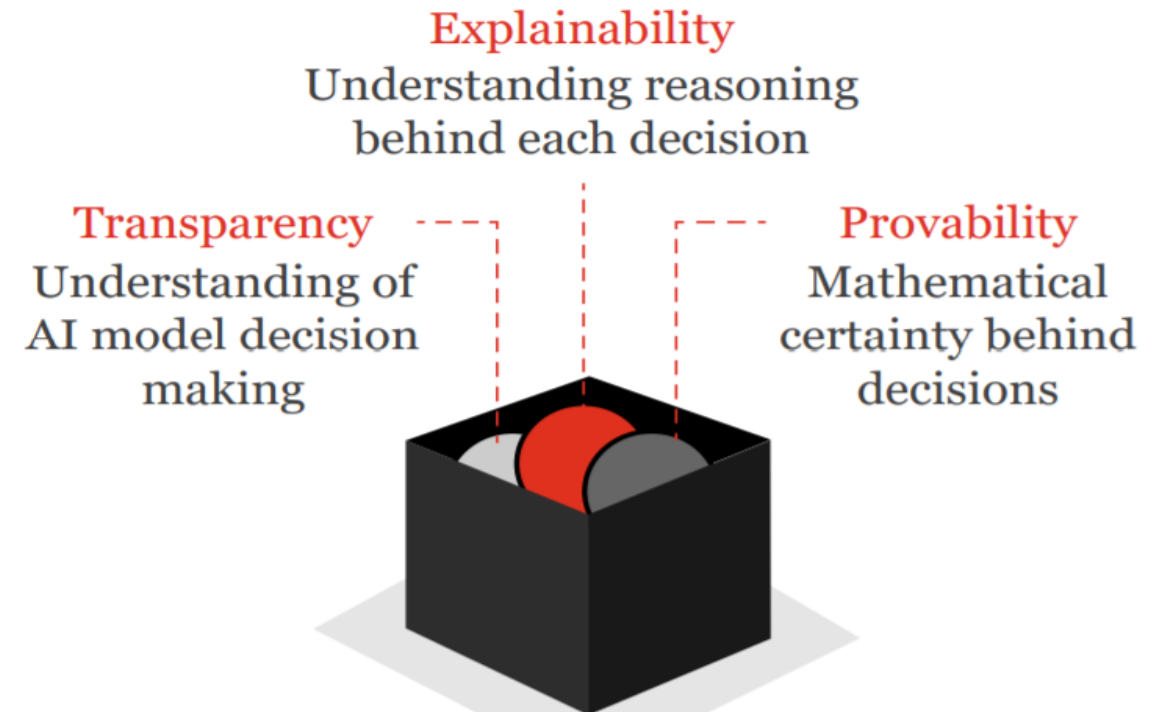 Explainability
Understanding reasoning
behind each decision
Transparency
Understanding of
AI model decision
making
Provability
Mathematical
certainty behind
decisions